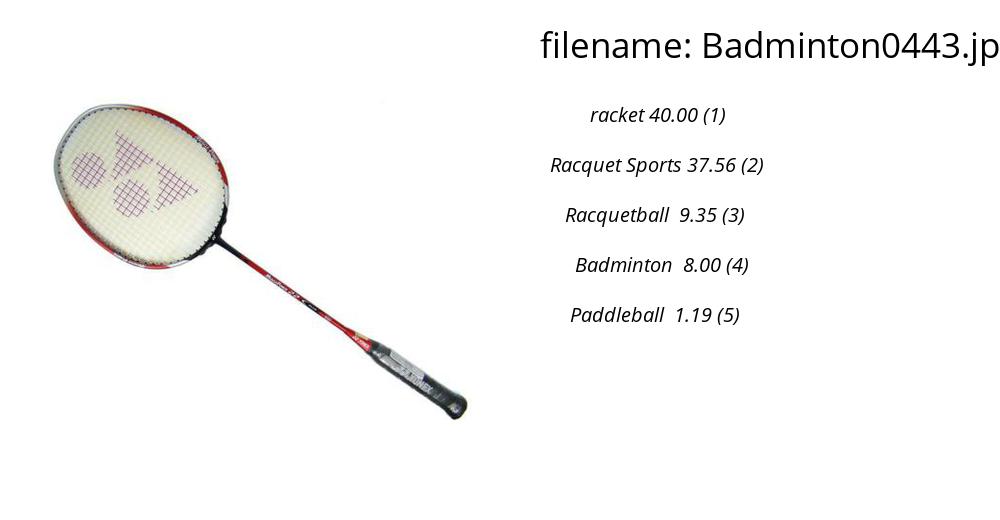 filename: Badminton0443.jp
racket 40.00 (1)
Racquet Sports 37.56 (2)
Racquetball 9.35 (3)
Badminton 8.00 (4)
Paddleball 1.19 (5)
YONEX